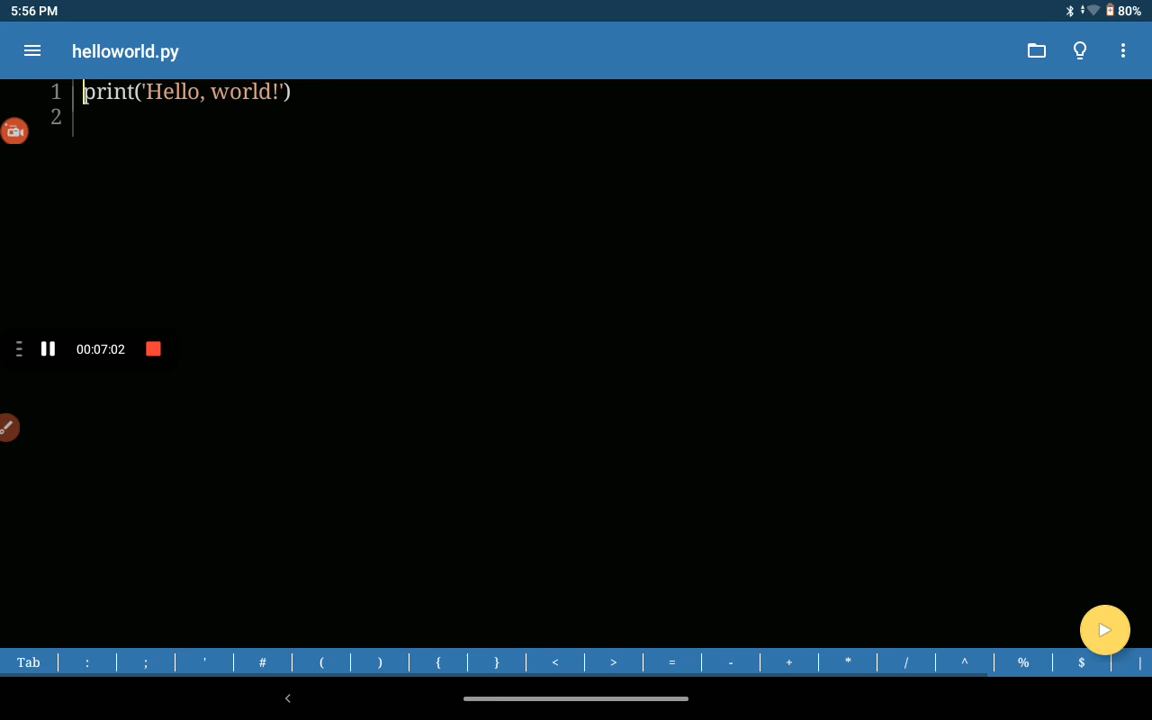 5:56 PM
80%
helloworld.py
1 print('Hello, world!')
2
00:07:02
Tab : ; ' # ( ) { } < > = - + * / ^ % $ |